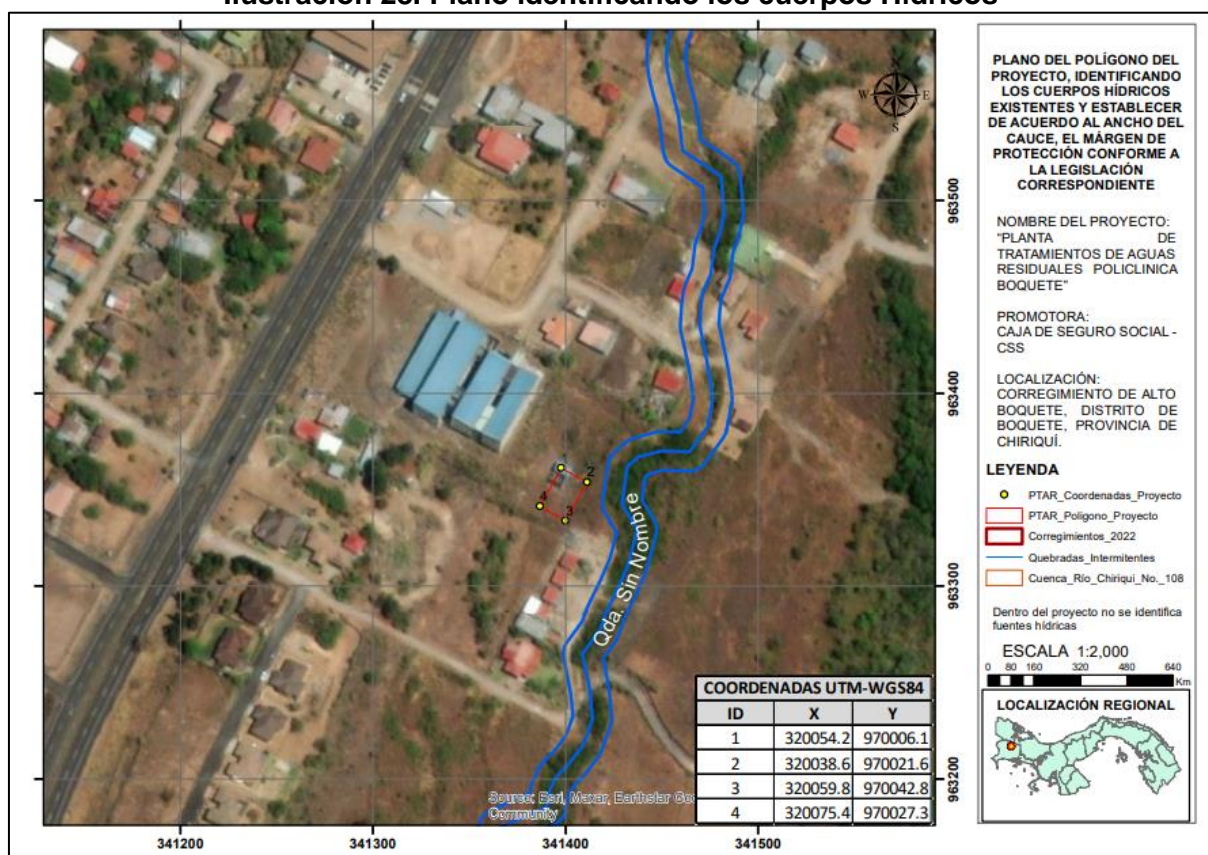 Ilustración 28. Plano identificando los cuerpos Hídricos
PLANO DEL POLÍGONO DEL
PROYECTO, IDENTIFICANDO
LOS CUERPOS HÍDRICOS
EXISTENTES Y ESTABLECER
DE ACUERDO AL ANCHO DEL
CAUCE, EL MÁRGEN DE
PROTECCIÓN CONFORME A
LA LEGISLACIÓN
CORRESPONDIENTE
NOMBRE DEL PROYECTO:
"PLANTA DE
TRATAMIENTOS DE AGUAS
RESIDUALES POLICLINICA
BOQUETE"
PROMOTORA:
CAJA DE SEGURO SOCIAL -
CSS
LOCALIZACIÓN:
CORREGIMIENTO DE ALTO
BOQUETE, DISTRITO DE
BOQUETE, PROVINCIA DE
CHIRIQUÍ.
LEYENDA
PTAR_Coordenadas_Proyecto
PTAR_Poligono_Proyecto
Corregimientos_2022
Quebradas_Intermitentes
Cuenca_Río_Chiriqui_No._108
Dentro del proyecto no se identifica
fuentes hídricas
ESCALA 1:2,000
0 80 160 320 480 640
Km
LOCALIZACIÓN REGIONAL
N
W E
S
963500
963400
963300
963200
2
4
3
Qda. Sin Nombre
COORDENADAS UTM-WGS84
ID X Y
1 320054.2 970006.1
2 320038.6 970021.6
3 320059.8 970042.8
4 320075.4 970027.3
Source: Esri, Maxar, Earthstar Geo
Community
341200 341300 341400 341500